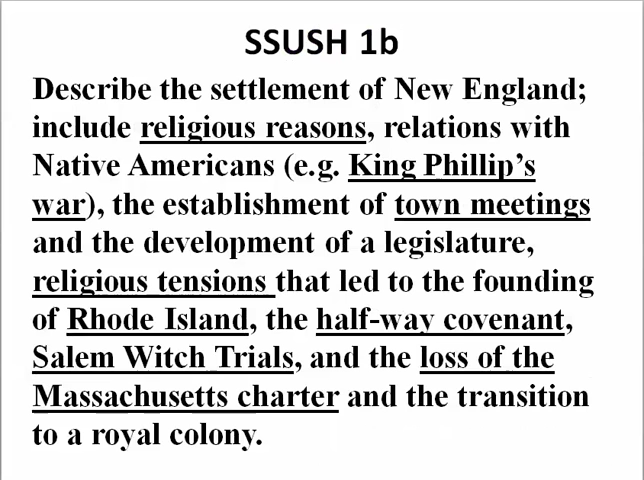 SSUSH 1b
Describe the settlement of New England;
include religious reasons, relations with
Native Americans (e.g. King Phillip’s
war), the establishment of town meetings
and the development of a legislature,
religious tensions that led to the founding
of Rhode Island, the half-way covenant,
Salem Witch Trials, and the loss of the
Massachusetts charter and the transition
to a royal colony.